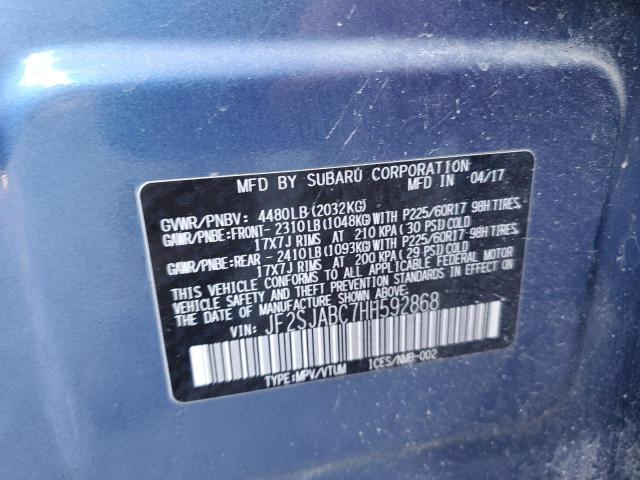 MFD BY SUBARU CORPORATION
MFD IN 04/17
GVWR/PNBV: 4480LB(2032KG)
GAWR/PNBE:FRONT- 2310LB(1048KG)WITH P225/60R17 98H TIRES,
17x7J RIMS AT 210 KPA(30 PSI)COLD
GAWR/PNBE:REAR - 2410LB(1093KG)WITH P225/60R17 98H TIRES,
17x7J RIMS AT 200 KPA(29 PSI)COLD
THIS VEHICLE CONFORMS TO ALL APPLICABLE FEDERAL MOTOR
VEHICLE SAFETY AND THEFT PREVENTION STANDARDS IN EFFECT
ON THE DATE OF MANUFACTURE SHOWN ABOVE.
VIN: JF2SJABC7HH592868
TYPE:MPV/VTUM ICES/NMB-002